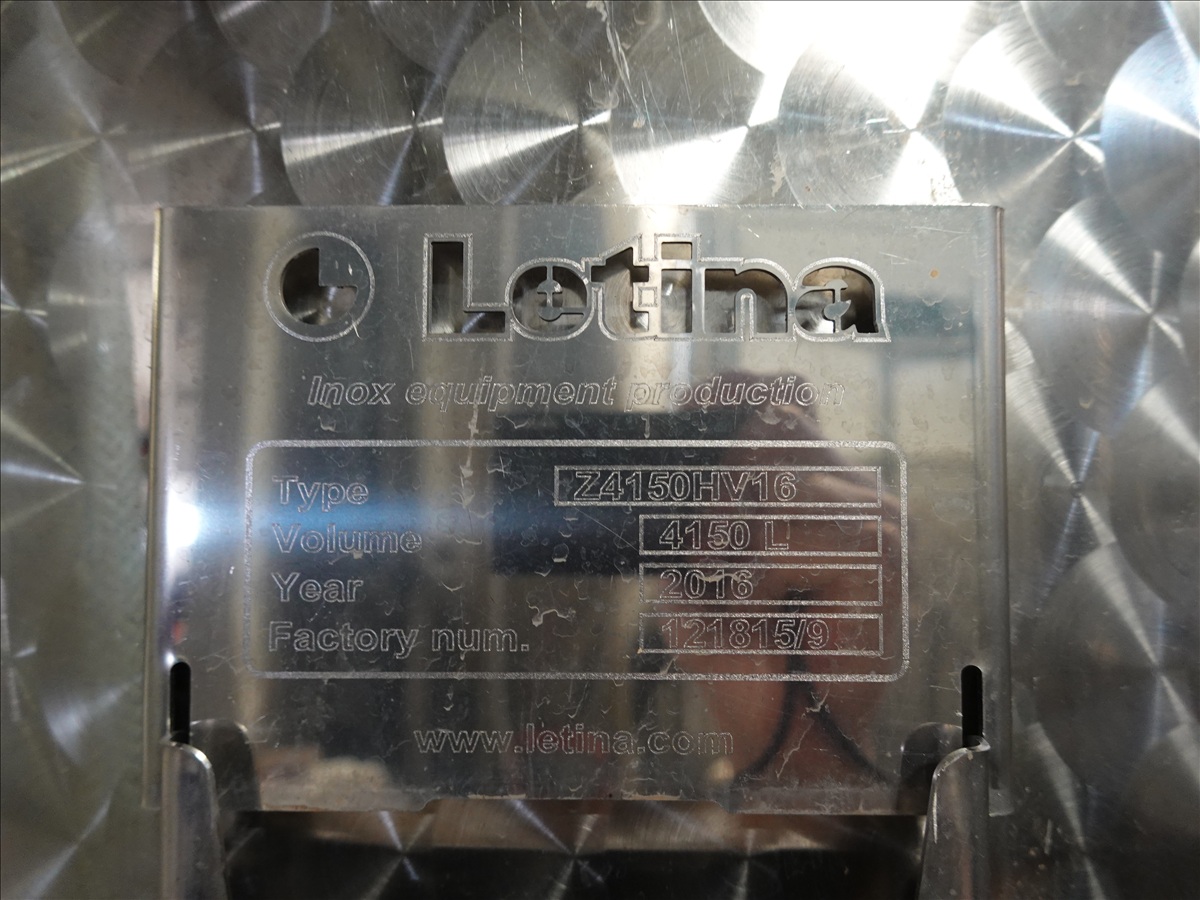 Letina
Inox equipment production
Type Z4150HV16
Volume 4150 L
Year 2016
Factory num. 121815/9
www.letina.com